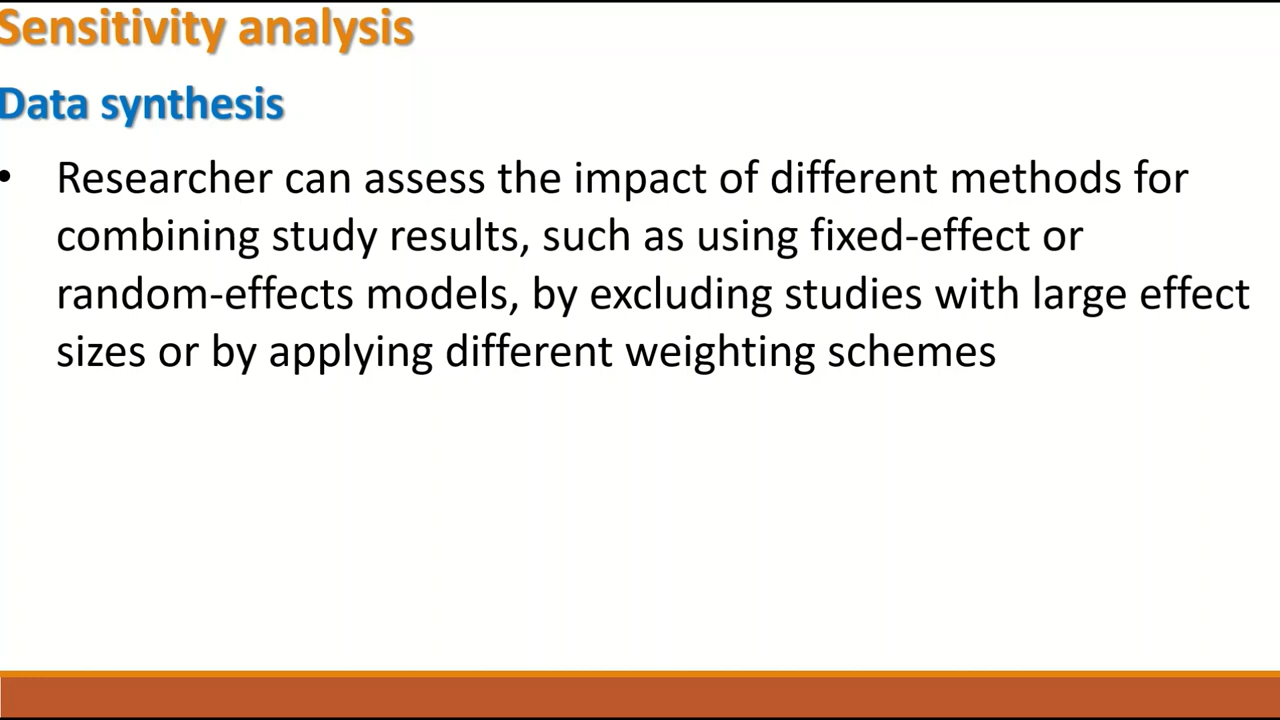 Sensitivity analysis
Data synthesis
• Researcher can assess the impact of different methods for
combining study results, such as using fixed-effect or
random-effects models, by excluding studies with large effect
sizes or by applying different weighting schemes